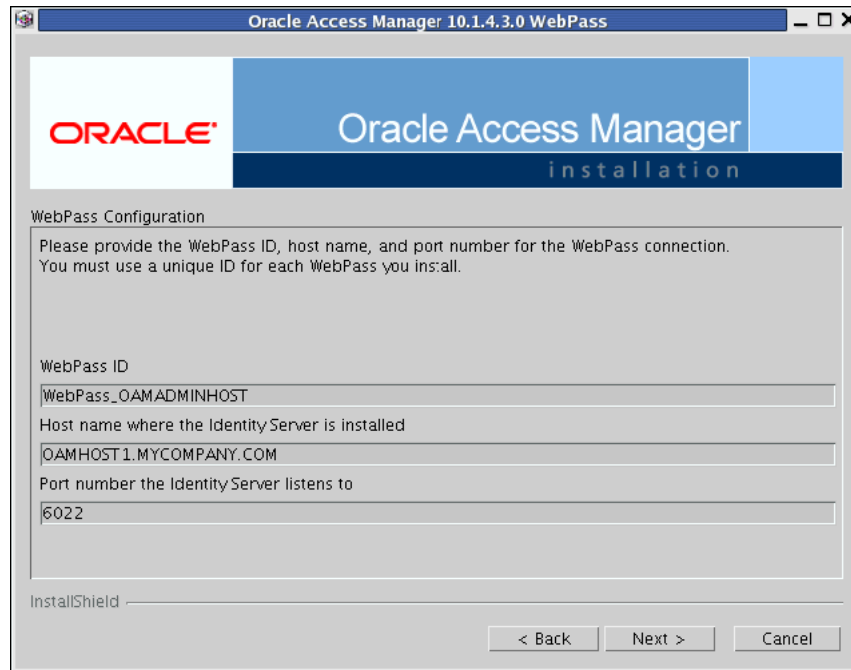 Oracle Access Manager 10.1.4.3.0 WebPass
ORACLE
Oracle Access Manager
installation
WebPass Configuration
Please provide the WebPass ID, host name, and port number for the WebPass connection.
You must use a unique ID for each WebPass you install.
WebPass ID
WebPass_OAMADMINHOST
Host name where the Identity Server is installed
OAMHOST1.MYCOMPANY.COM
Port number the Identity Server listens to
6022
InstallShield
< Back Next > Cancel